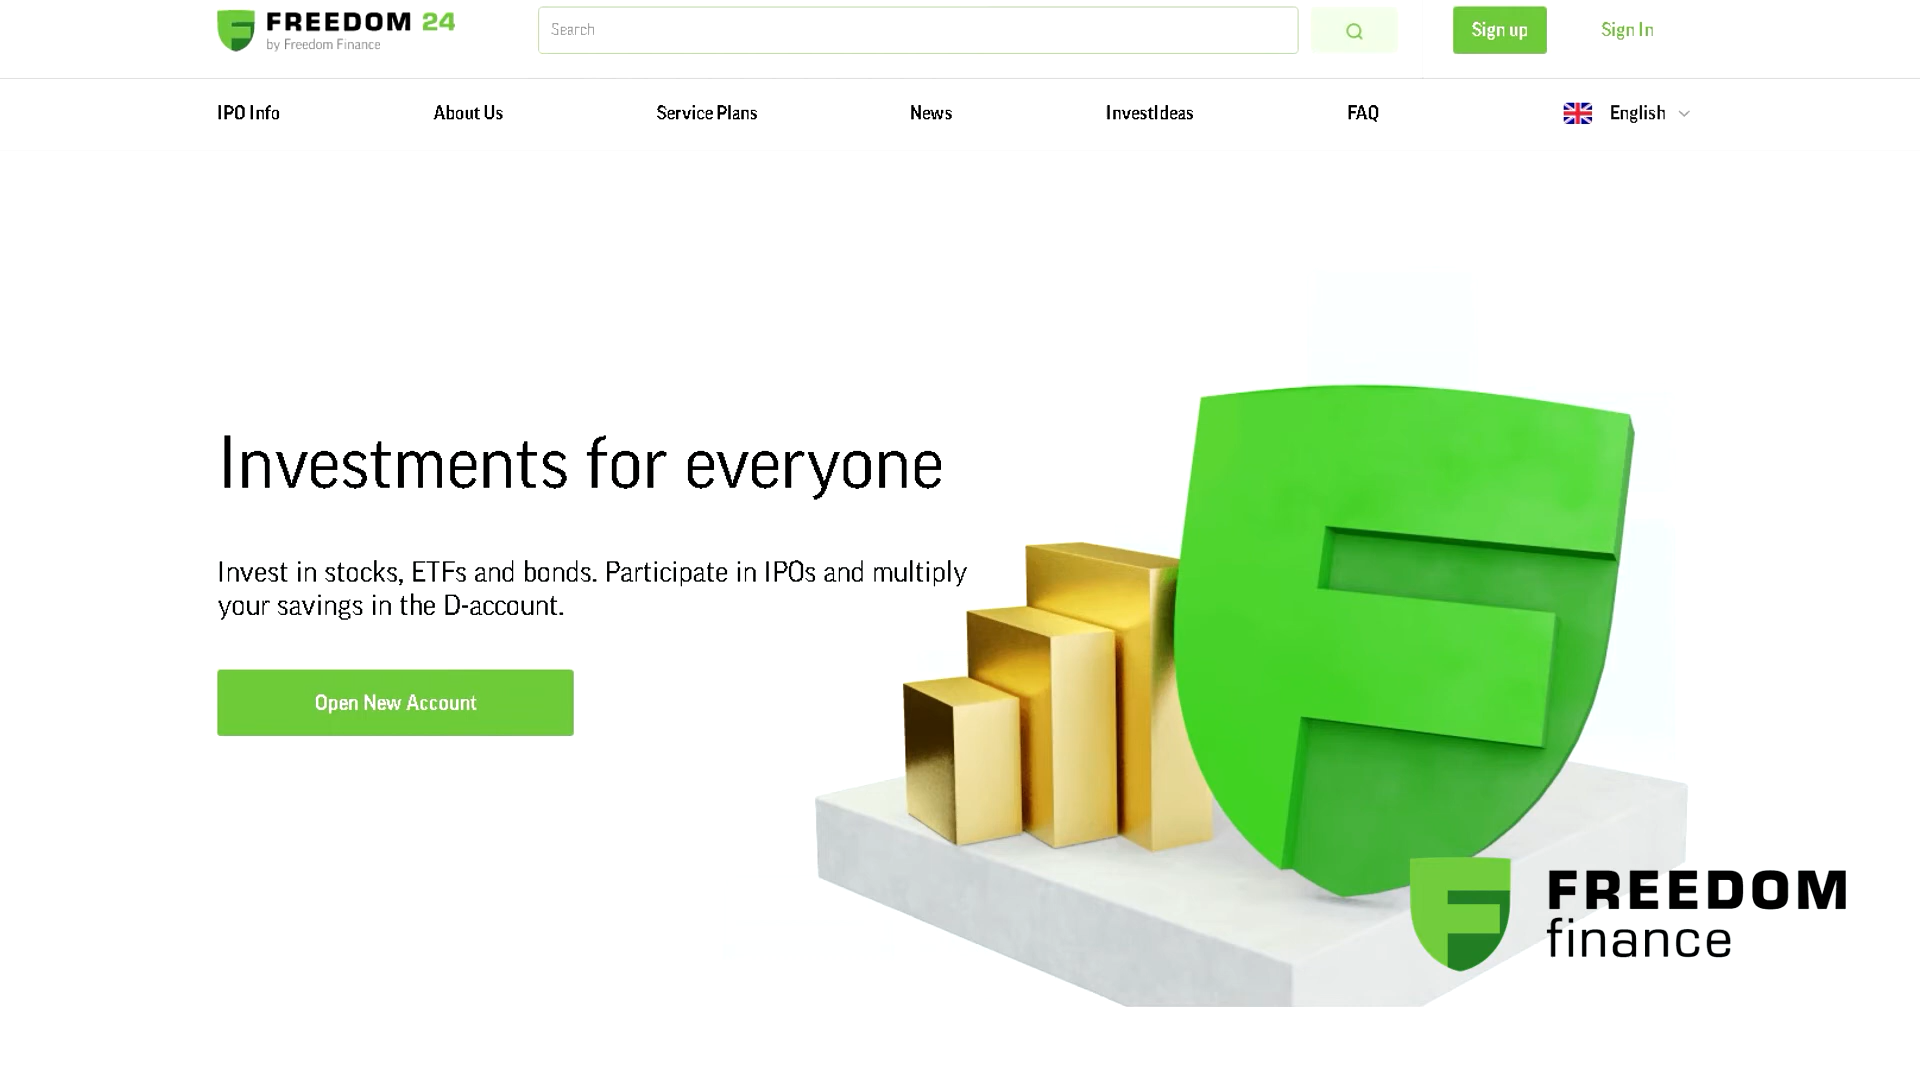 FREEDOM 24
by Freedom Finance
Search
Sign up
Sign In
IPO Info
About Us
Service Plans
News
InvestIdeas
FAQ
English
Investments for everyone
Invest in stocks, ETFs and bonds. Participate in IPOs and multiply
your savings in the D-account.
Open New Account
FREEDOM
finance